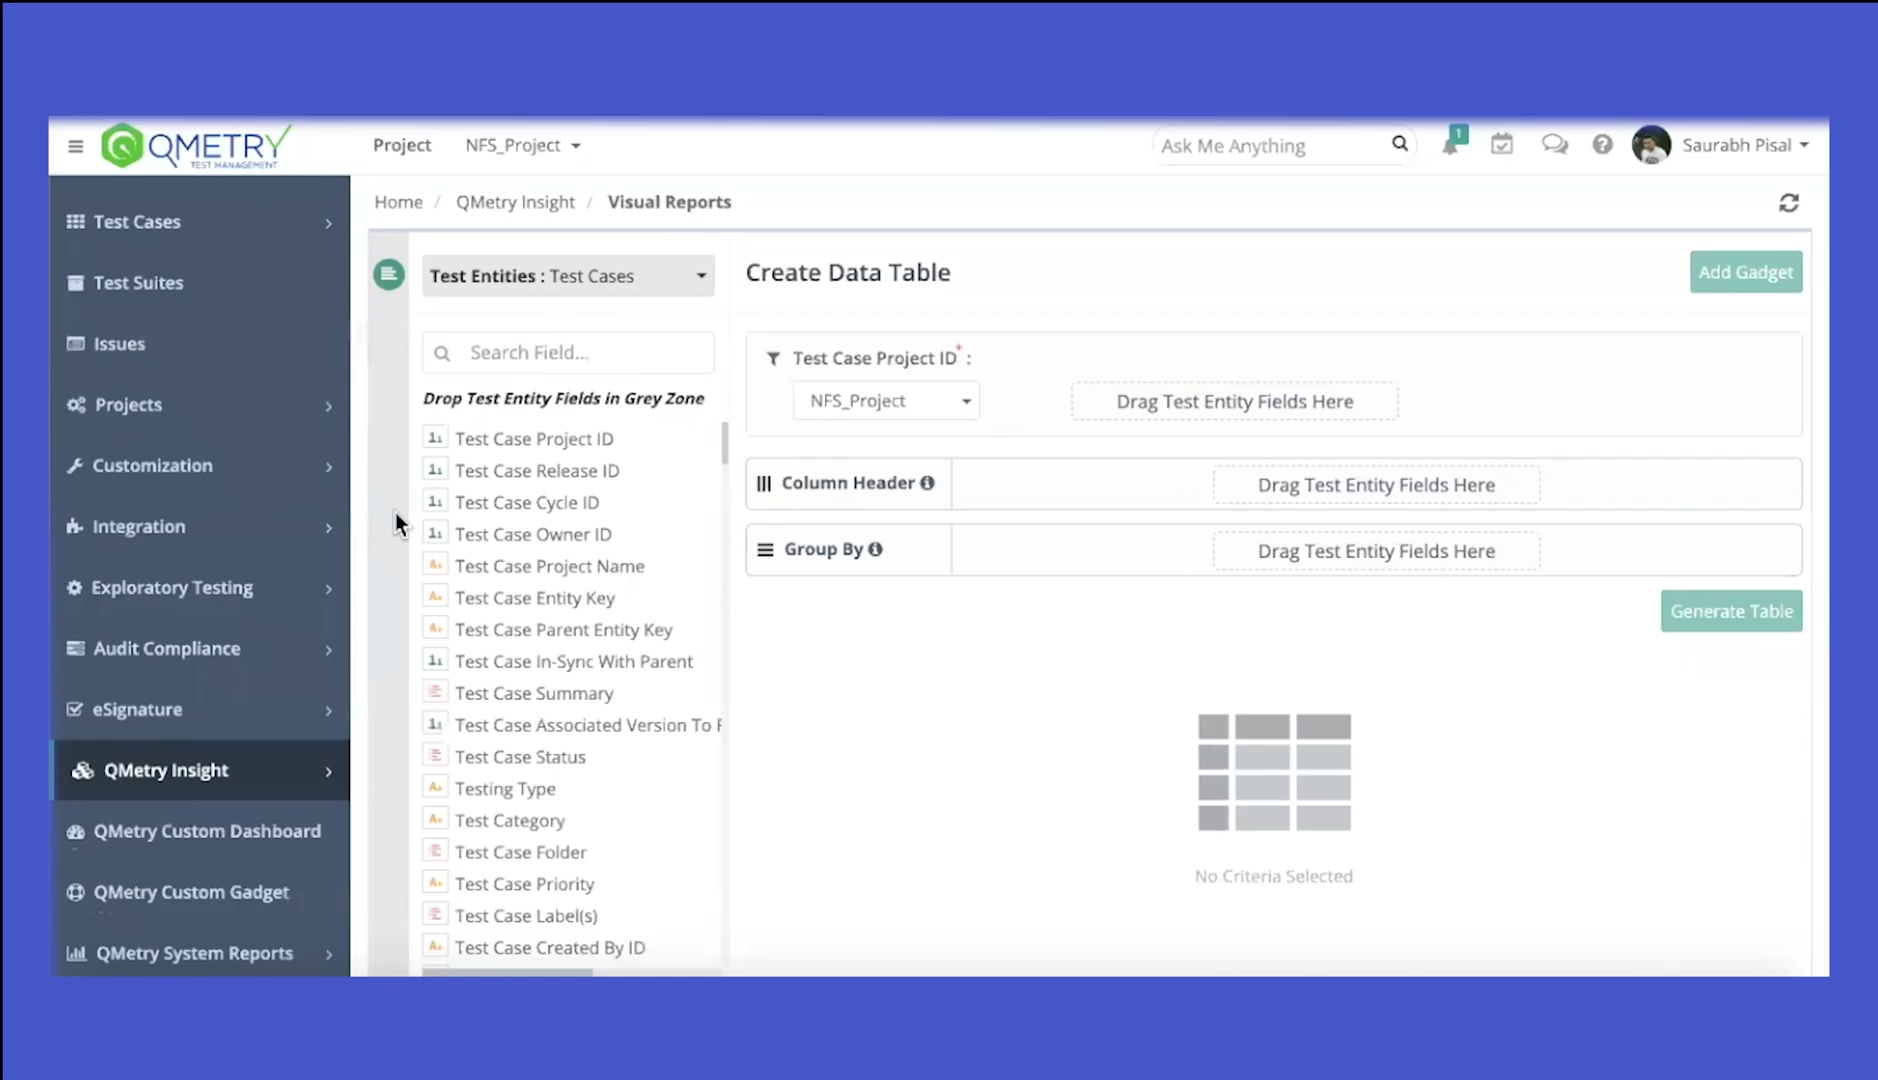 QMETRY
TEST MANAGEMENT
Project NFS_Project
Ask Me Anything
1
Saurabh Pisal
Test Cases
Test Suites
Issues
Projects
Customization
Integration
Exploratory Testing
Audit Compliance
eSignature
QMetry Insight
QMetry Custom Dashboard
QMetry Custom Gadget
QMetry System Reports
Home / QMetry Insight / Visual Reports
Test Entities : Test Cases
Search Field...
Drop Test Entity Fields in Grey Zone
Test Case Project ID
Test Case Release ID
Test Case Cycle ID
Test Case Owner ID
Test Case Project Name
Test Case Entity Key
Test Case Parent Entity Key
Test Case In-Sync With Parent
Test Case Summary
Test Case Associated Version To
Test Case Status
Testing Type
Test Category
Test Case Folder
Test Case Priority
Test Case Label(s)
Test Case Created By ID
Create Data Table
Add Gadget
Test Case Project ID* :
NFS_Project
Drag Test Entity Fields Here
Column Header
Drag Test Entity Fields Here
Group By
Drag Test Entity Fields Here
Generate Table
No Criteria Selected